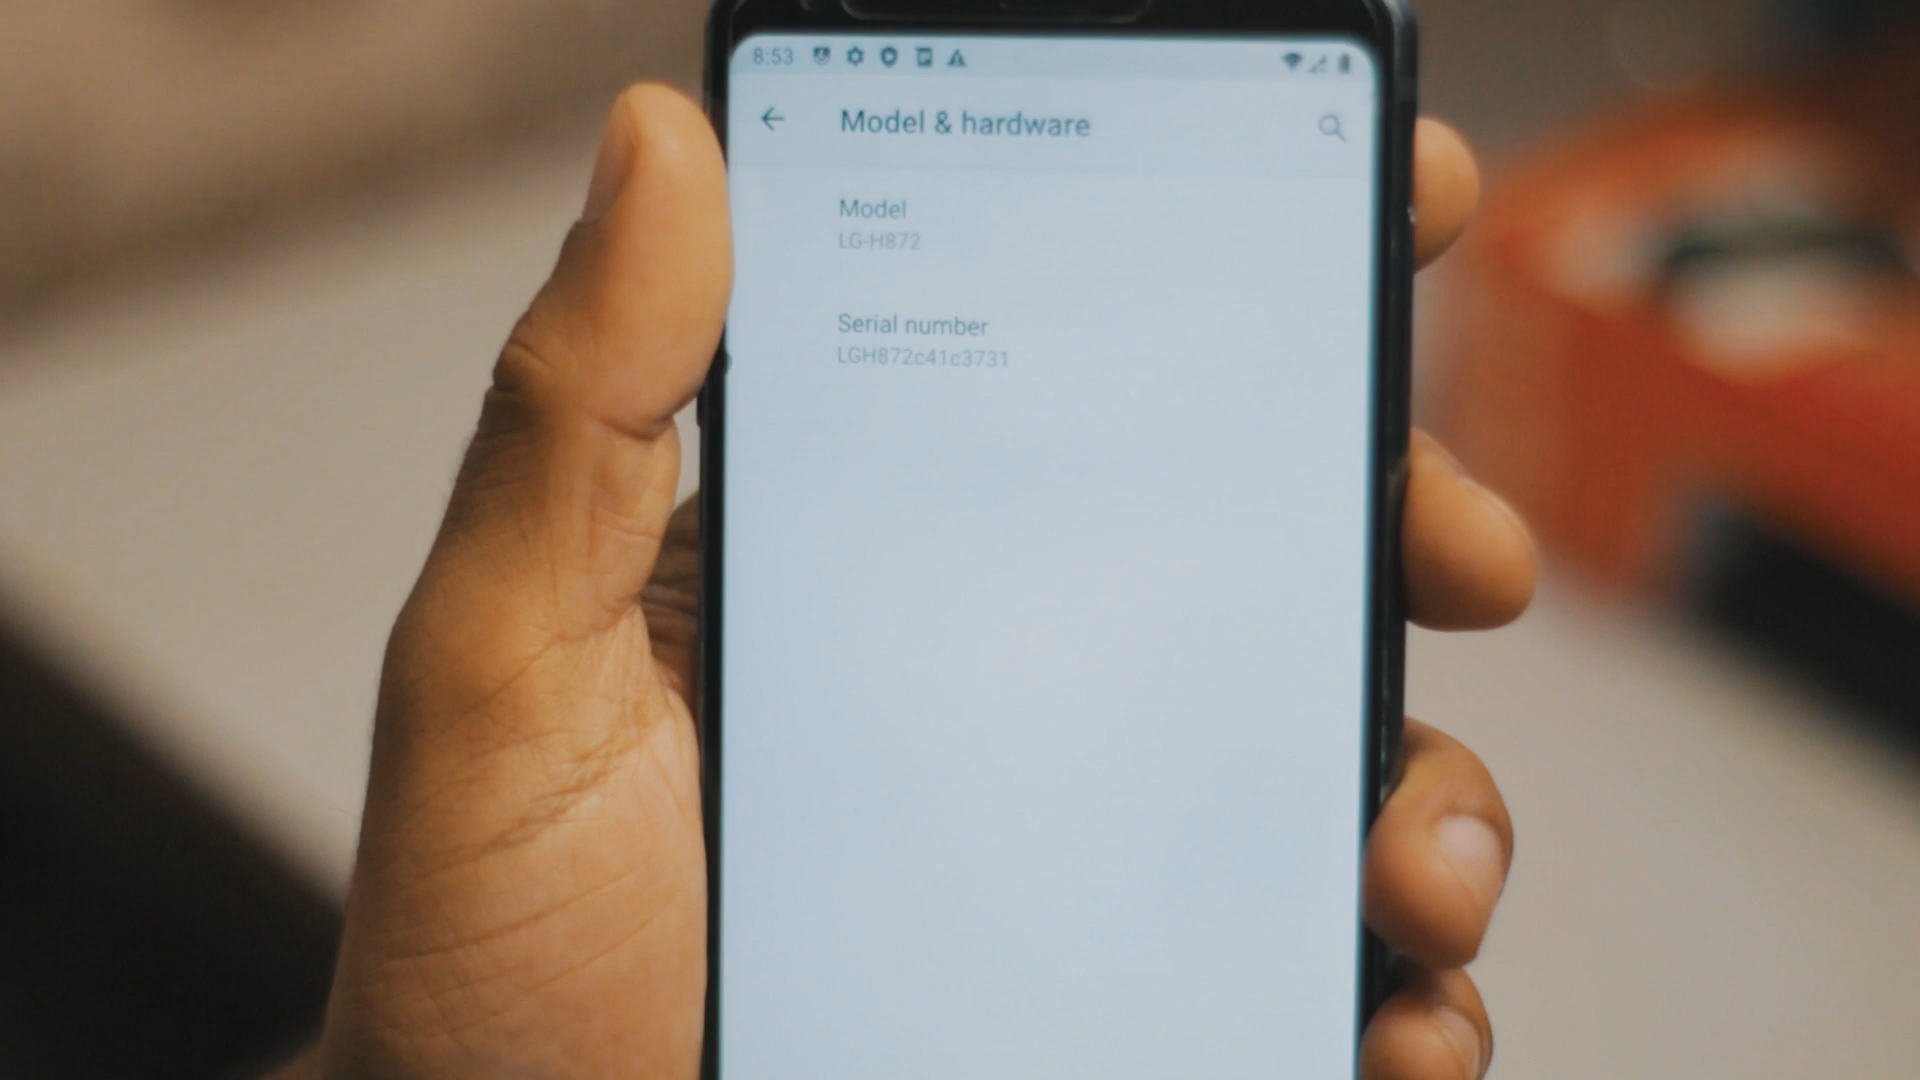 8:53
Model & hardware
Model
LG-H872
Serial number
LGH872c41c3731